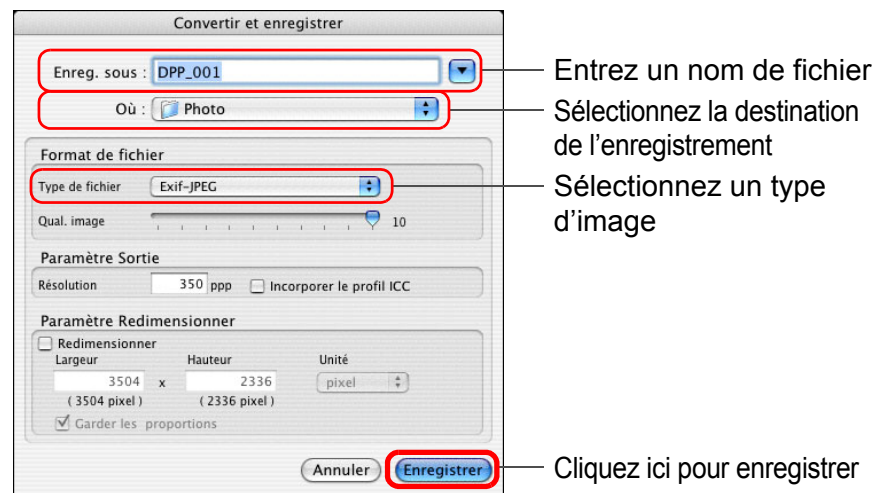 Convertir et enregistrer
Enreg. sous : DPP_001
Entrez un nom de fichier
Où : Photo
Sélectionnez la destination
de l’enregistrement
Format de fichier
Type de fichier Exif-JPEG
Sélectionnez un type
d’image
Qual. image 10
Paramètre Sortie
Résolution 350 ppp Incorporer le profil ICC
Paramètre Redimensionner
Redimensionner
Largeur Hauteur Unité
3504 x 2336 pixel
( 3504 pixel ) ( 2336 pixel )
Garder les proportions
Annuler Enregistrer
Cliquez ici pour enregistrer